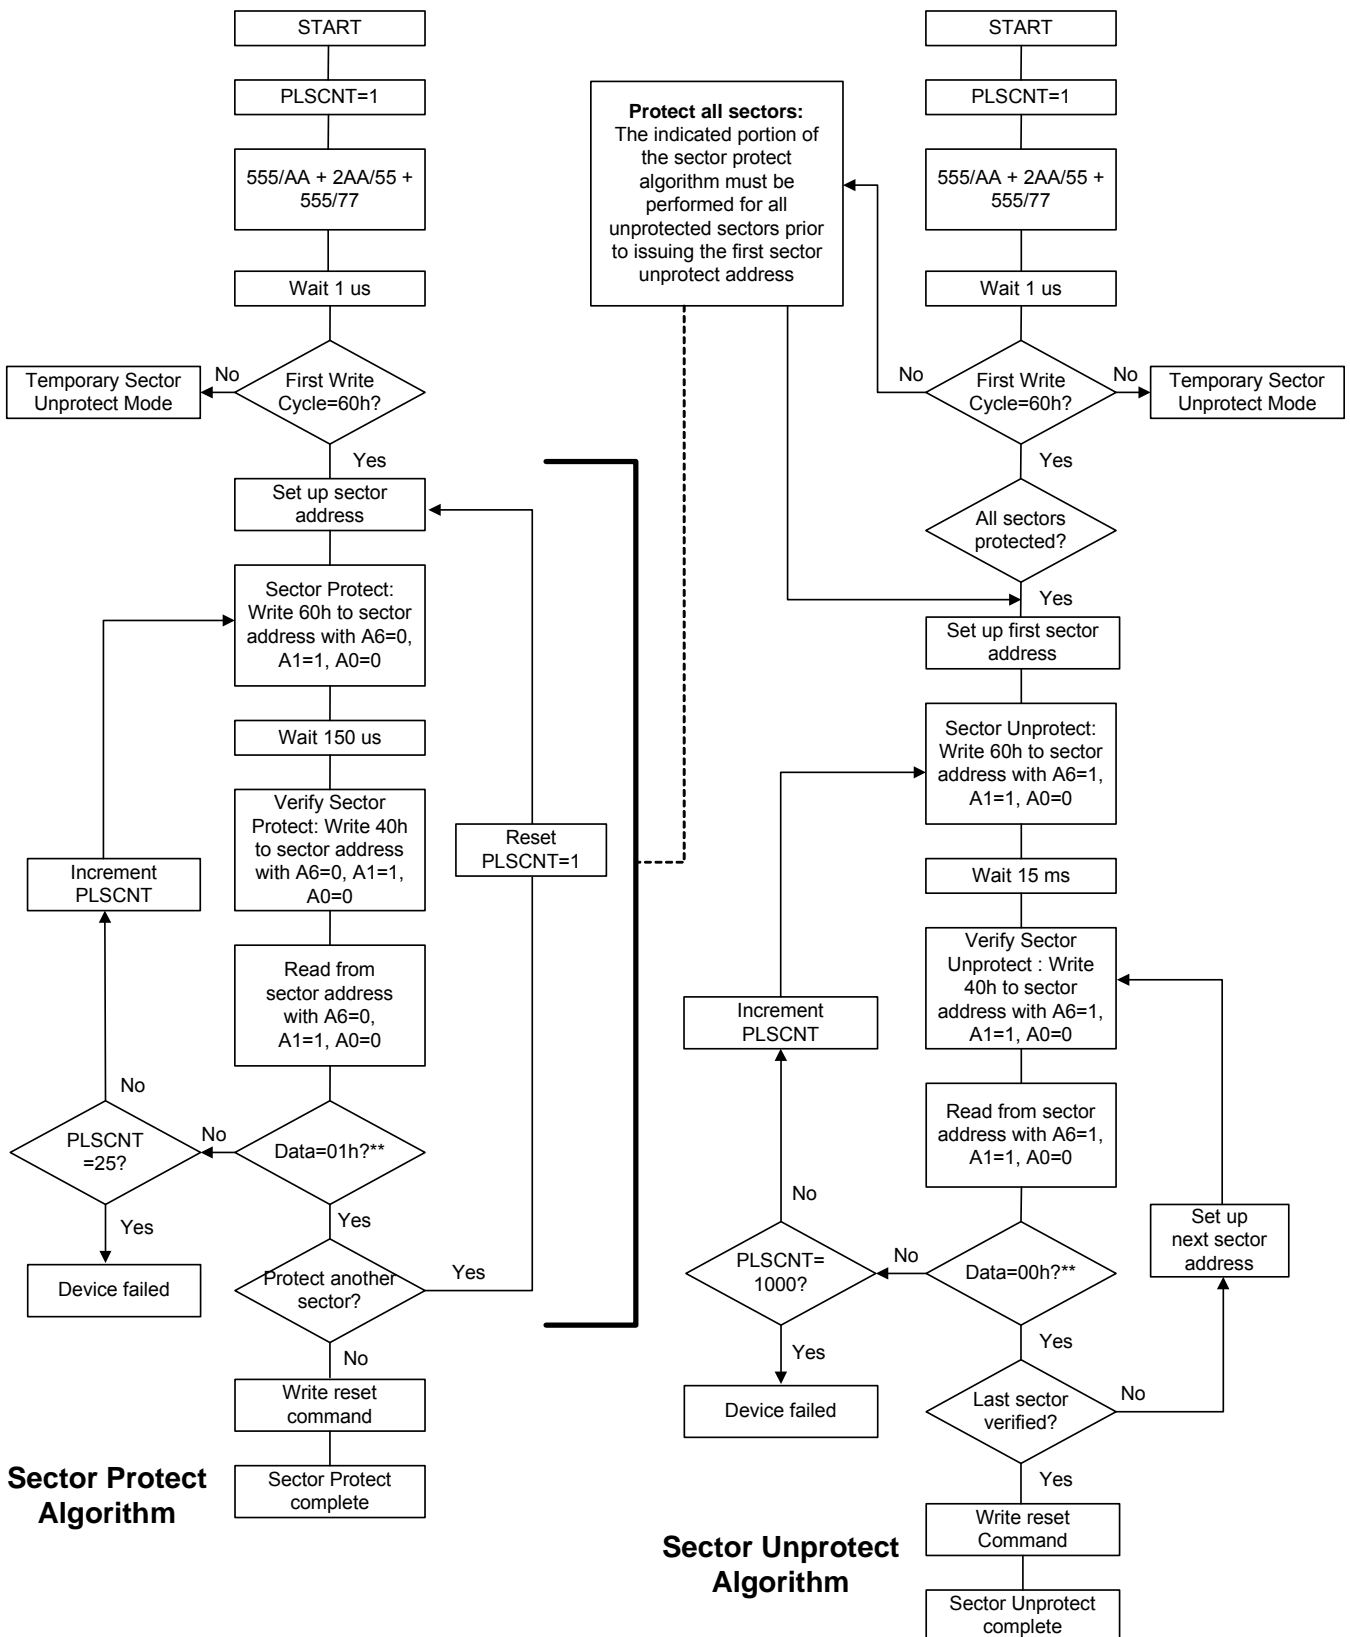 START
PLSCNT=1
555/AA + 2AA/55 +
555/77
Wait 1 us
First Write
Cycle=60h?
No
Temporary Sector
Unprotect Mode
Yes
Set up sector
address
Sector Protect:
Write 60h to sector
address with A6=0,
A1=1, A0=0
Wait 150 us
Verify Sector
Protect: Write 40h
to sector address
with A6=0, A1=1,
A0=0
Reset
PLSCNT=1
Increment
PLSCNT
Read from
sector address
with A6=0,
A1=1, A0=0
No
PLSCNT
=25?
No
Data=01h?**
Yes
Yes
Device failed
Protect another
sector?
Yes
No
Write reset
command
Sector Protect
complete
Sector Protect
Algorithm
Protect all sectors:
The indicated portion of
the sector protect
algorithm must be
performed for all
unprotected sectors prior
to issuing the first sector
unprotect address
START
PLSCNT=1
555/AA + 2AA/55 +
555/77
Wait 1 us
No
First Write
Cycle=60h?
No
Temporary Sector
Unprotect Mode
Yes
All sectors
protected?
Yes
Set up first sector
address
Sector Unprotect:
Write 60h to sector
address with A6=1,
A1=1, A0=0
Wait 15 ms
Verify Sector
Unprotect : Write
40h to sector
address with A6=1,
A1=1, A0=0
Increment
PLSCNT
Read from sector
address with A6=1,
A1=1, A0=0
No
Set up
next sector
address
PLSCNT=
1000?
No
Data=00h?**
Yes
Yes
Device failed
Last sector
verified?
No
Yes
Write reset
Command
Sector Unprotect
complete
Sector Unprotect
Algorithm